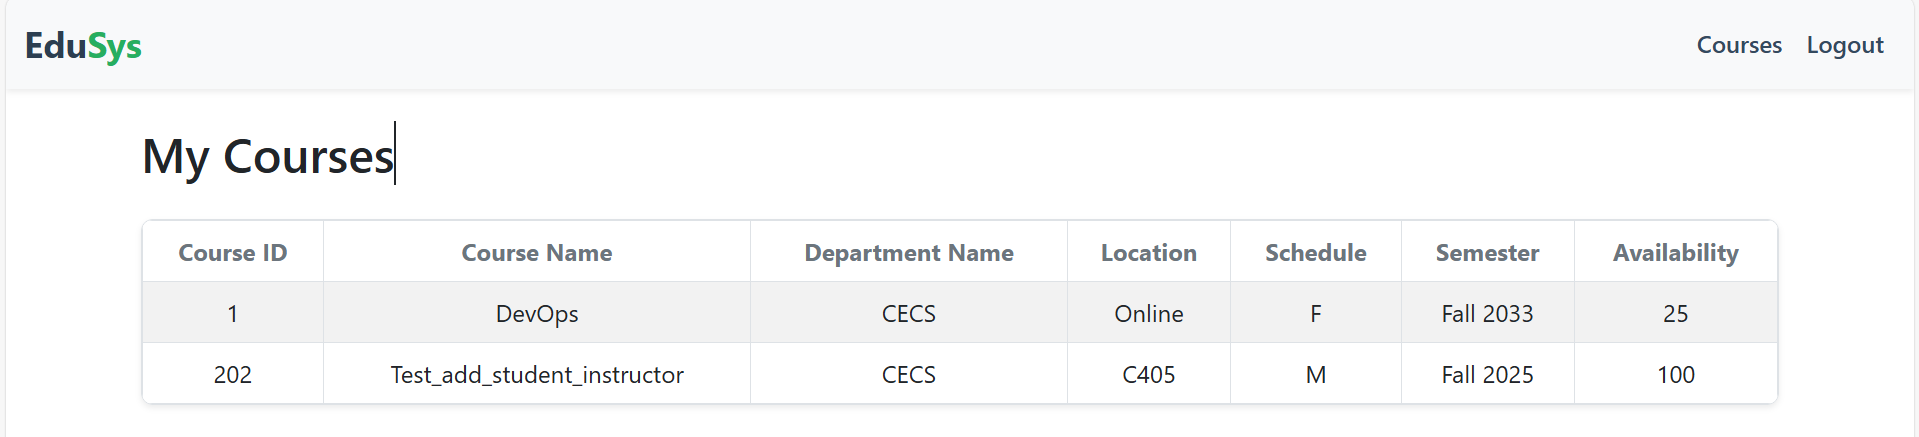 EduSys
Courses Logout
My Courses
Course ID Course Name Department Name Location Schedule Semester Availability
1 DevOps CECS Online F Fall 2033 25
202 Test_add_student_instructor CECS C405 M Fall 2025 100